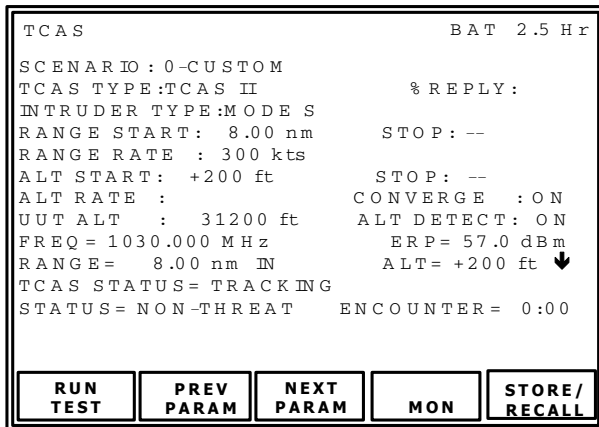 TCAS BAT 2.5 Hr
SCENARIO: 0-CUSTOM
TCAS TYPE:TCAS II % REPLY:
INTRUDER TYPE:MODE S
RANGE START: 8.00 nm STOP: --
RANGE RATE : 300 kts
ALT START: +200 ft STOP: --
ALT RATE : CONVERGE : ON
UUT ALT : 31200 ft ALT DETECT: ON
FREQ= 1030.000 MHz ERP= 57.0 dBm
RANGE= 8.00 nm IN ALT= +200 ft 🡻
TCAS STATUS= TRACKING
STATUS= NON-THREAT ENCOUNTER= 0:00
RUN TEST
PREV PARAM
NEXT PARAM
MON
STORE/ RECALL